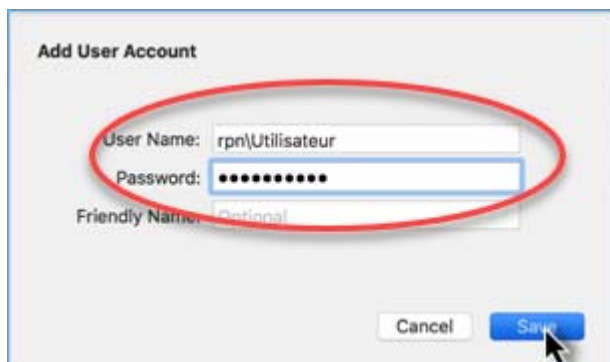 Add User Account
User Name: rpn\Utilisateur
Password: ●●●●●●●●●●
Friendly Name: Optional
Cancel Save